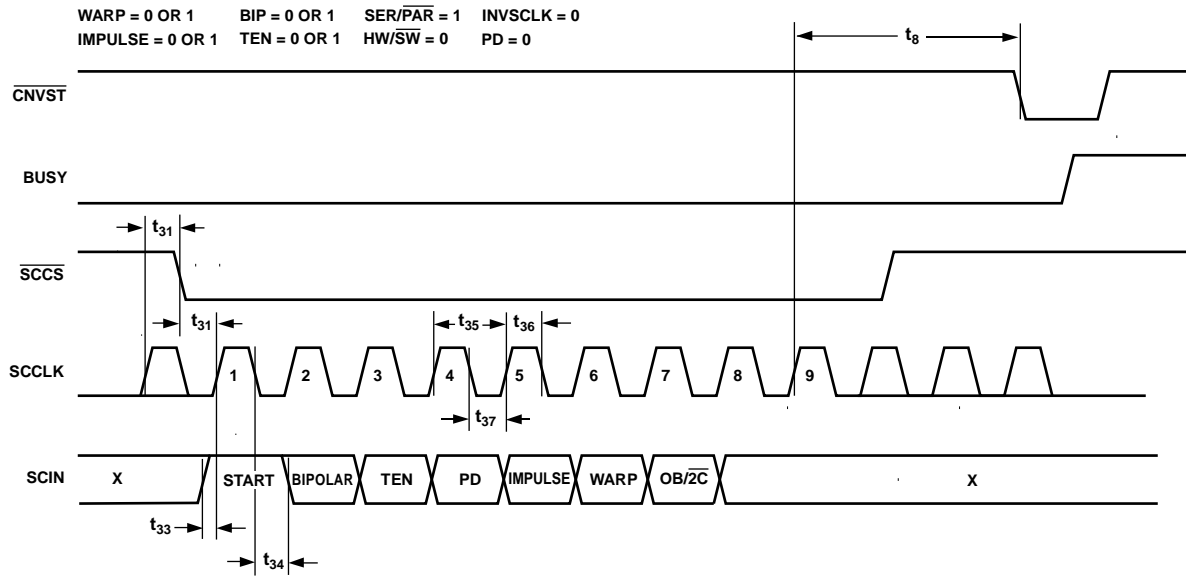 WARP = 0 OR 1 BIP = 0 OR 1 SER/PAR = 1 INVSCLK = 0
IMPULSE = 0 OR 1 TEN = 0 OR 1 HW/SW = 0 PD = 0
t8
CNVST
BUSY
t31
SCCS
t31 t35 t36
SCCLK 1 2 3 4 5 6 7 8 9
t37
SCIN X START BIPOLAR TEN PD IMPULSE WARP OB/2C X
t33
t34